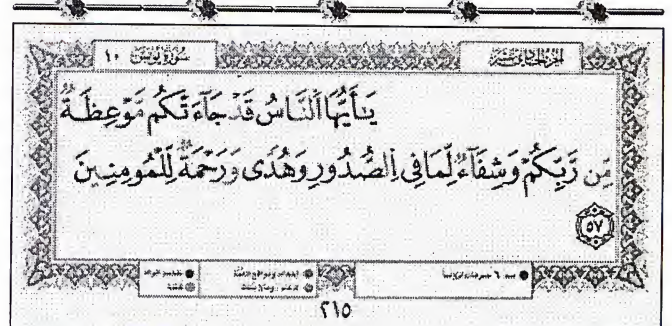 الجزء الحادي عشر
سورة يونس ١٠
يَٰٓأَيُّهَا ٱلنَّاسُ قَدْ جَآءَتْكُم مَّوْعِظَةٌ
مِّن رَّبِّكُمْ وَشِفَآءٌ لِّمَا فِى ٱلصُّدُورِ وَهُدًى وَرَحْمَةٌ لِّلْمُؤْمِنِينَ
٥٧
٢١٥